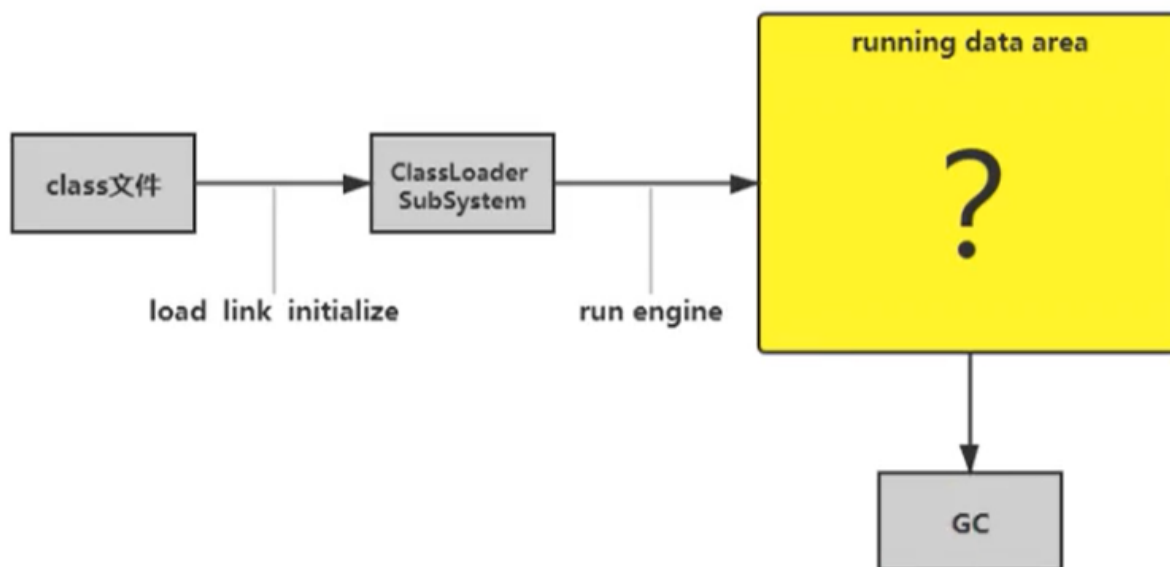 running data area
?
class文件
ClassLoader
SubSystem
load link initialize
run engine
GC